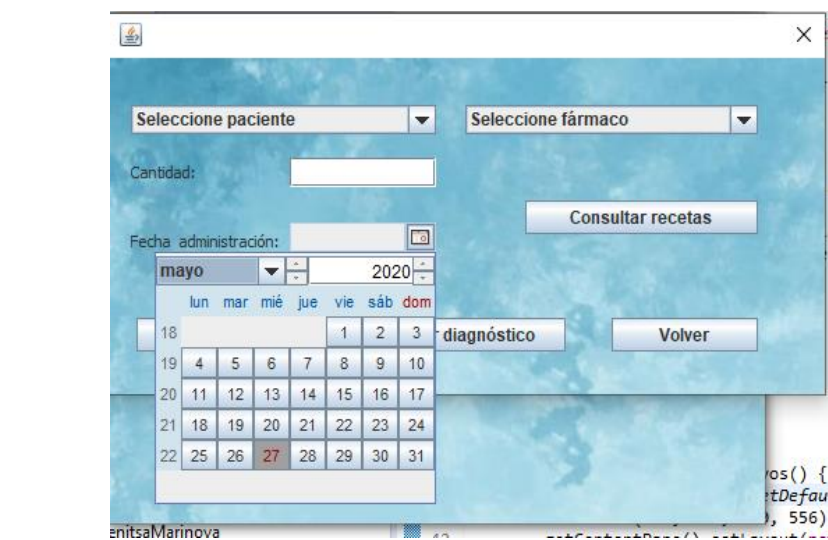 Seleccione paciente
Seleccione fármaco
Cantidad:
Consultar recetas
Fecha administración:
mayo 2020
lun mar mié jue vie sáb dom
18 1 2 3
19 4 5 6 7 8 9 10
20 11 12 13 14 15 16 17
21 18 19 20 21 22 23 24
22 25 26 27 28 29 30 31
diagnóstico
Volver
os() {
, 556)